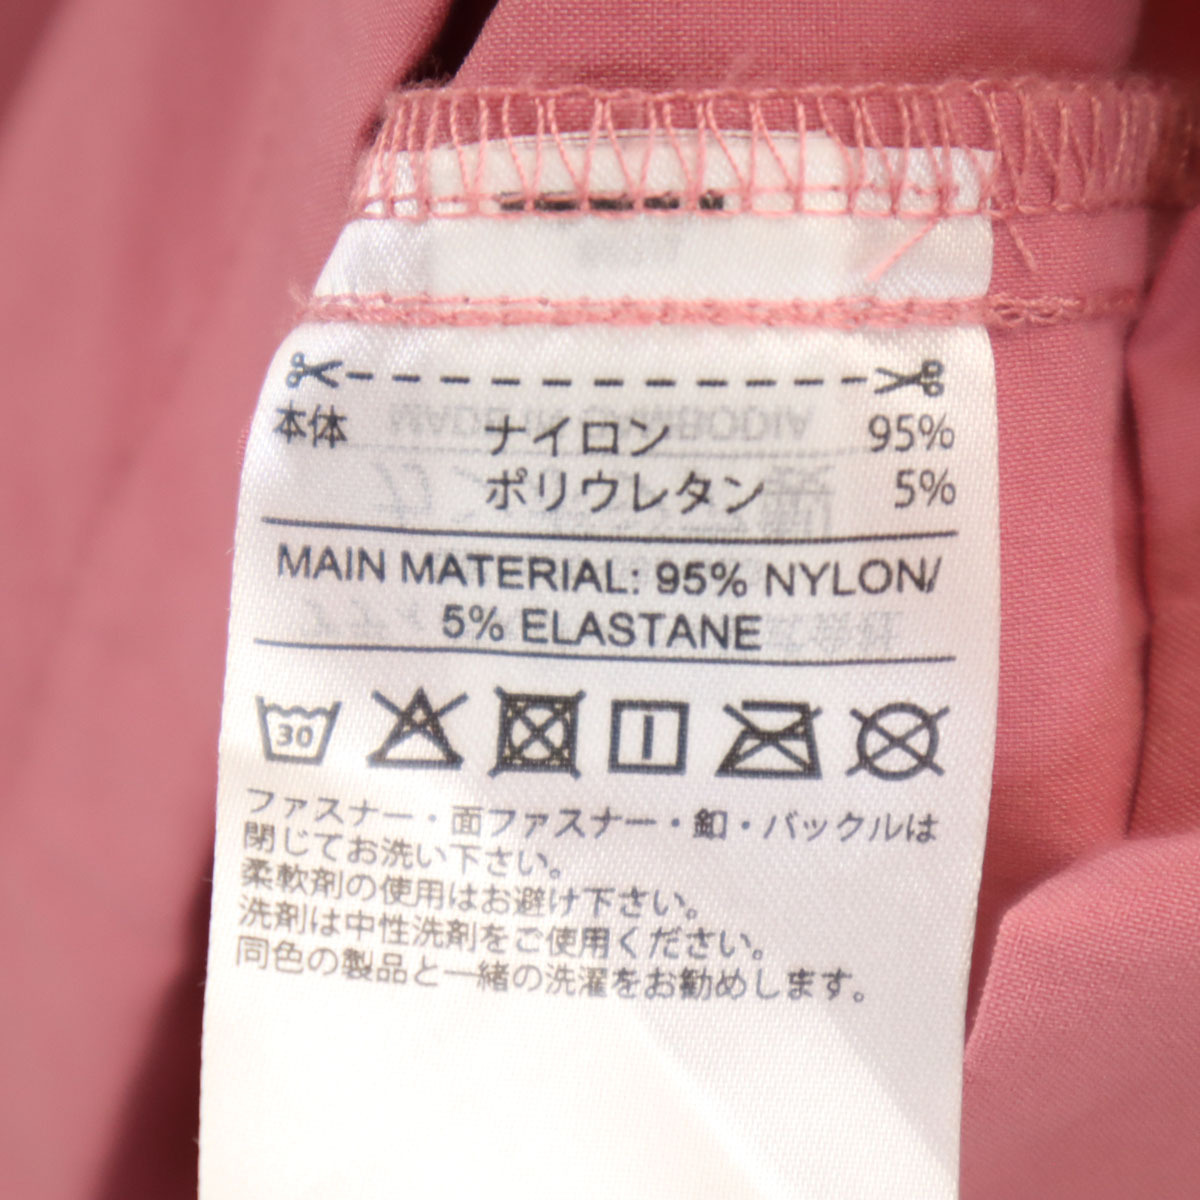 本体 ナイロン 95%
ポリウレタン 5%
MAIN MATERIAL: 95% NYLON/
5% ELASTANE
30
ファスナー・面ファスナー・釦・バックルは
閉じてお洗い下さい。
柔軟剤の使用はお避け下さい。
洗剤は中性洗剤をご使用ください。
同色の製品と一緒の洗濯をお勧めします。